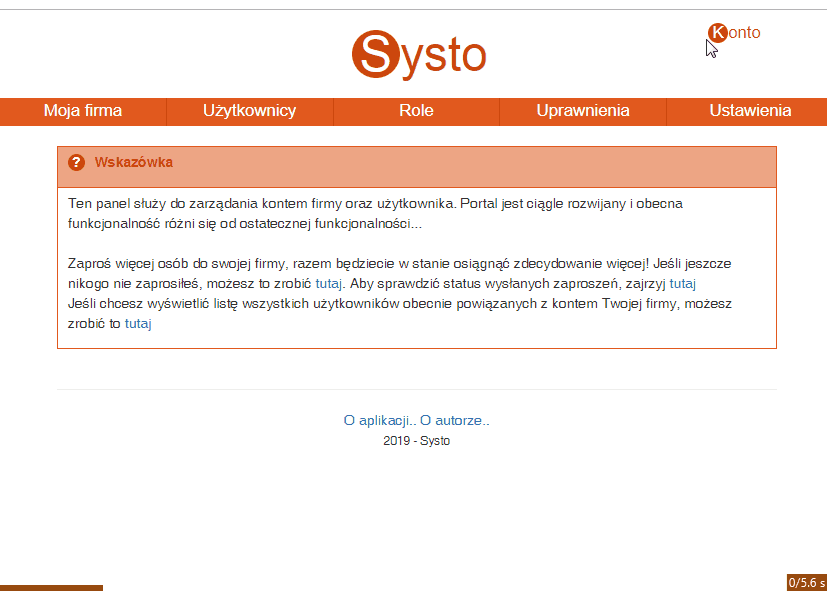 Konto
Systo
Moja firma Użytkownicy Role Uprawnienia Ustawienia
? Wskazówka
Ten panel służy do zarządania kontem firmy oraz użytkownika. Portal jest ciągle rozwijany i obecna
funkcjonalność różni się od ostatecznej funkcjonalności...
Zaproś więcej osób do swojej firmy, razem będziecie w stanie osiągnąć zdecydowanie więcej! Jeśli jeszcze
nikogo nie zaprosiłeś, możesz to zrobić tutaj. Aby sprawdzić status wysłanych zaproszeń, zajrzyj tutaj
Jeśli chcesz wyświetlić listę wszystkich użytkowników obecnie powiązanych z kontem Twojej firmy, możesz
zrobić to tutaj
O aplikacji.. O autorze..
2019 - Systo
0/5.6 s